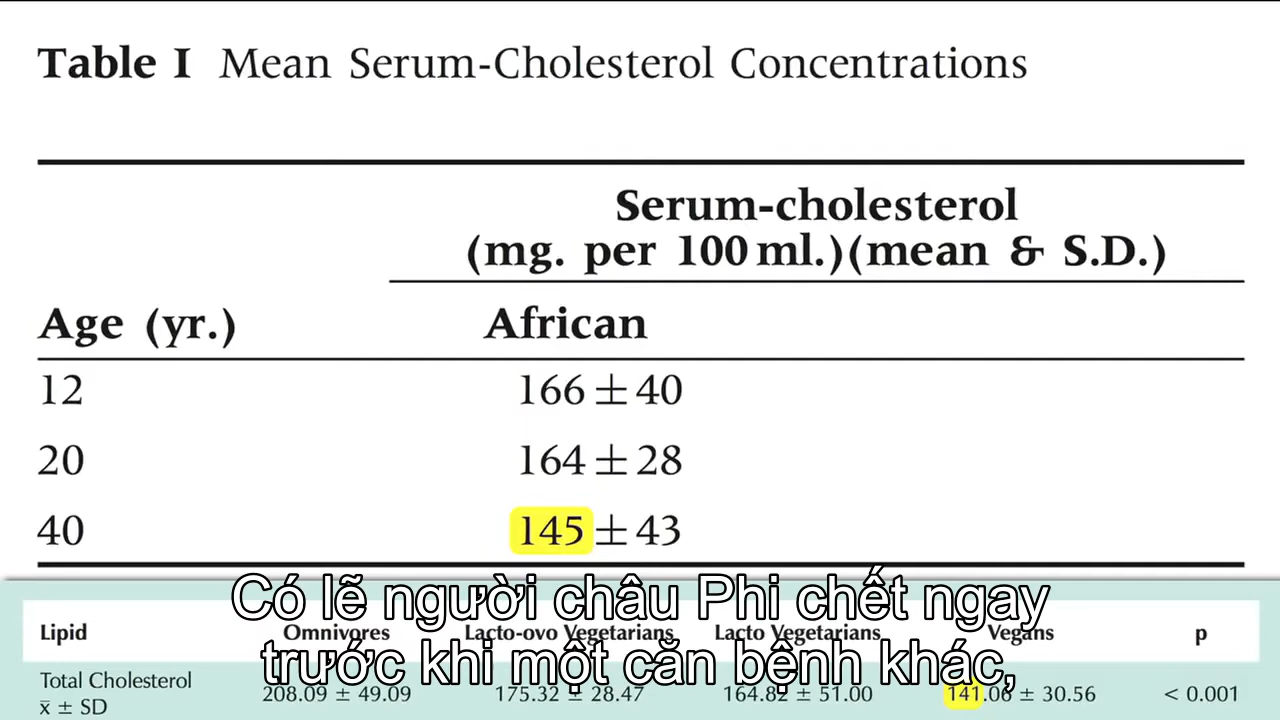 Table I Mean Serum-Cholesterol Concentrations
Serum-cholesterol
(mg. per 100 ml.)(mean & S.D.)
Age (yr.) African
12 166 ± 40
20 164 ± 28
40 145 ± 43
Có lẽ người châu Phi chết ngay
trước khi một căn bệnh khác,
Lipid Omnivores Lacto-ovo Vegetarians Lacto Vegetarians Vegans p
Total Cholesterol 208.09 ± 49.09 175.32 ± 28.47 164.82 ± 51.00 141.06 ± 30.56 < 0.001
x̄ ± SD